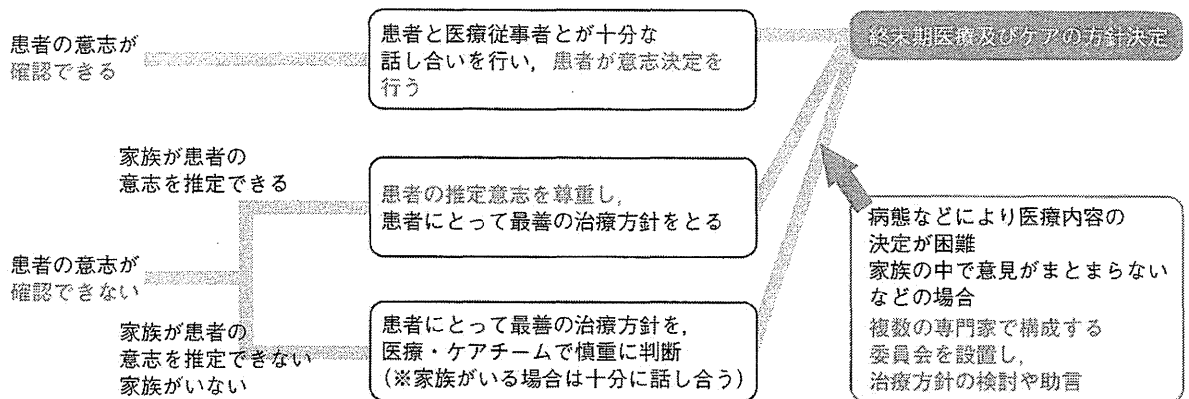 患者の意志が
確認できる
患者と医療従事者とが十分な
話し合いを行い，患者が意志決定を
行う
終末期医療及びケアの方針決定
家族が患者の
意志を推定できる
患者の推定意志を尊重し，
患者にとって最善の治療方針をとる
患者の意志が
確認できない
家族が患者の
意志を推定できない
家族がいない
患者にとって最善の治療方針を，
医療・ケアチームで慎重に判断
（※家族がいる場合は十分に話し合う）
病態などにより医療内容の
決定が困難
家族の中で意見がまとまらない
などの場合
複数の専門家で構成する
委員会を設置し，
治療方針の検討や助言